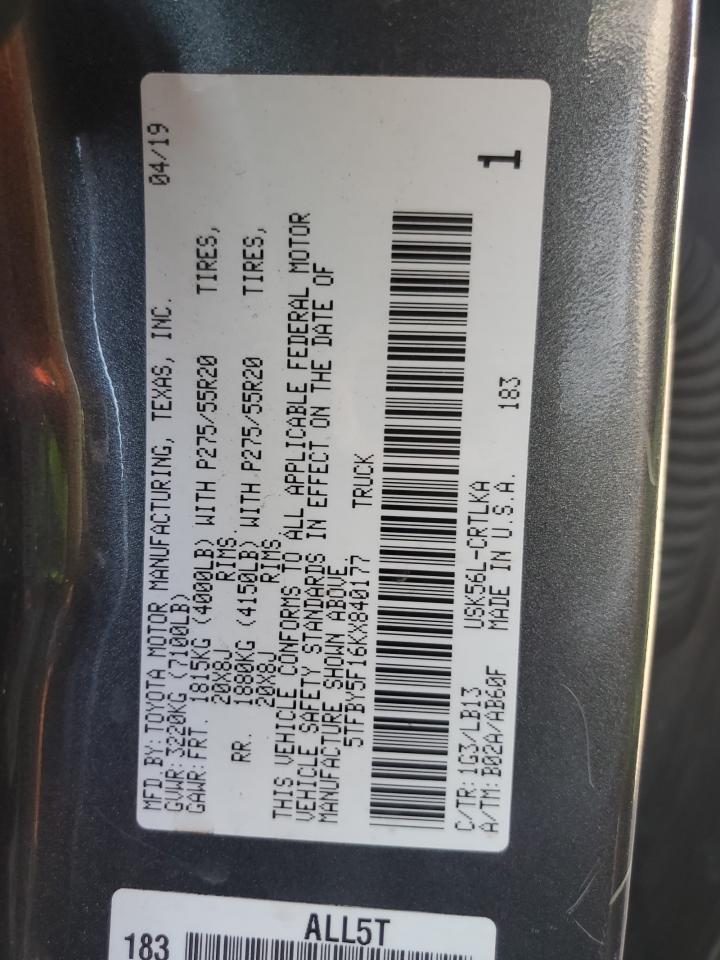 MFD BY: TOYOTA MOTOR MANUFACTURING, TEXAS, INC. 04/19
GVWR: 3220KG (7100LB)
GAWR: FRT. 1815KG (4000LB) WITH P275/55R20 TIRES,
20X8J RIMS.
RR. 1880KG (4150LB) WITH P275/55R20 TIRES,
20X8J RIMS.
THIS VEHICLE CONFORMS TO ALL APPLICABLE FEDERAL MOTOR
VEHICLE SAFETY STANDARDS IN EFFECT ON THE DATE OF
MANUFACTURE SHOWN ABOVE.
5TFBY5F16KX840177 TRUCK
C/TR: 1G3/LB13 USK56L-CRTLKA
A/TM: B02A/AB60F MADE IN U.S.A. 183
1
ALL5T
183